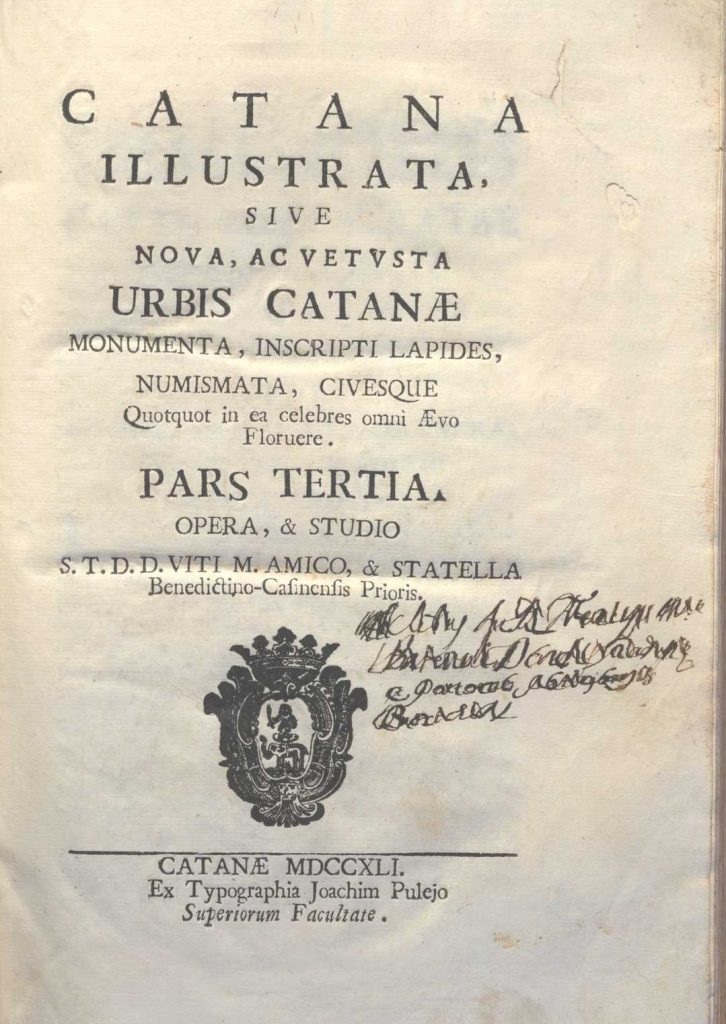 CATANA
ILLUSTRATA,
SIVE
NOVA, AC VETVSTA
URBIS CATANÆ
MONUMENTA, INSCRIPTI LAPIDES,
NUMISMATA, CIVESQUE
Quotquot in ea celebres omni Ævo
Floruere.
PARS TERTIA.
OPERA, & STUDIO
S. T. D. D. VITI M. AMICO, & STATELLA
Benedictino-Casinensis Prioris.
CATANÆ MDCCXLI.
Ex Typographia Joachim Pulejo
Superiorum Facultate.